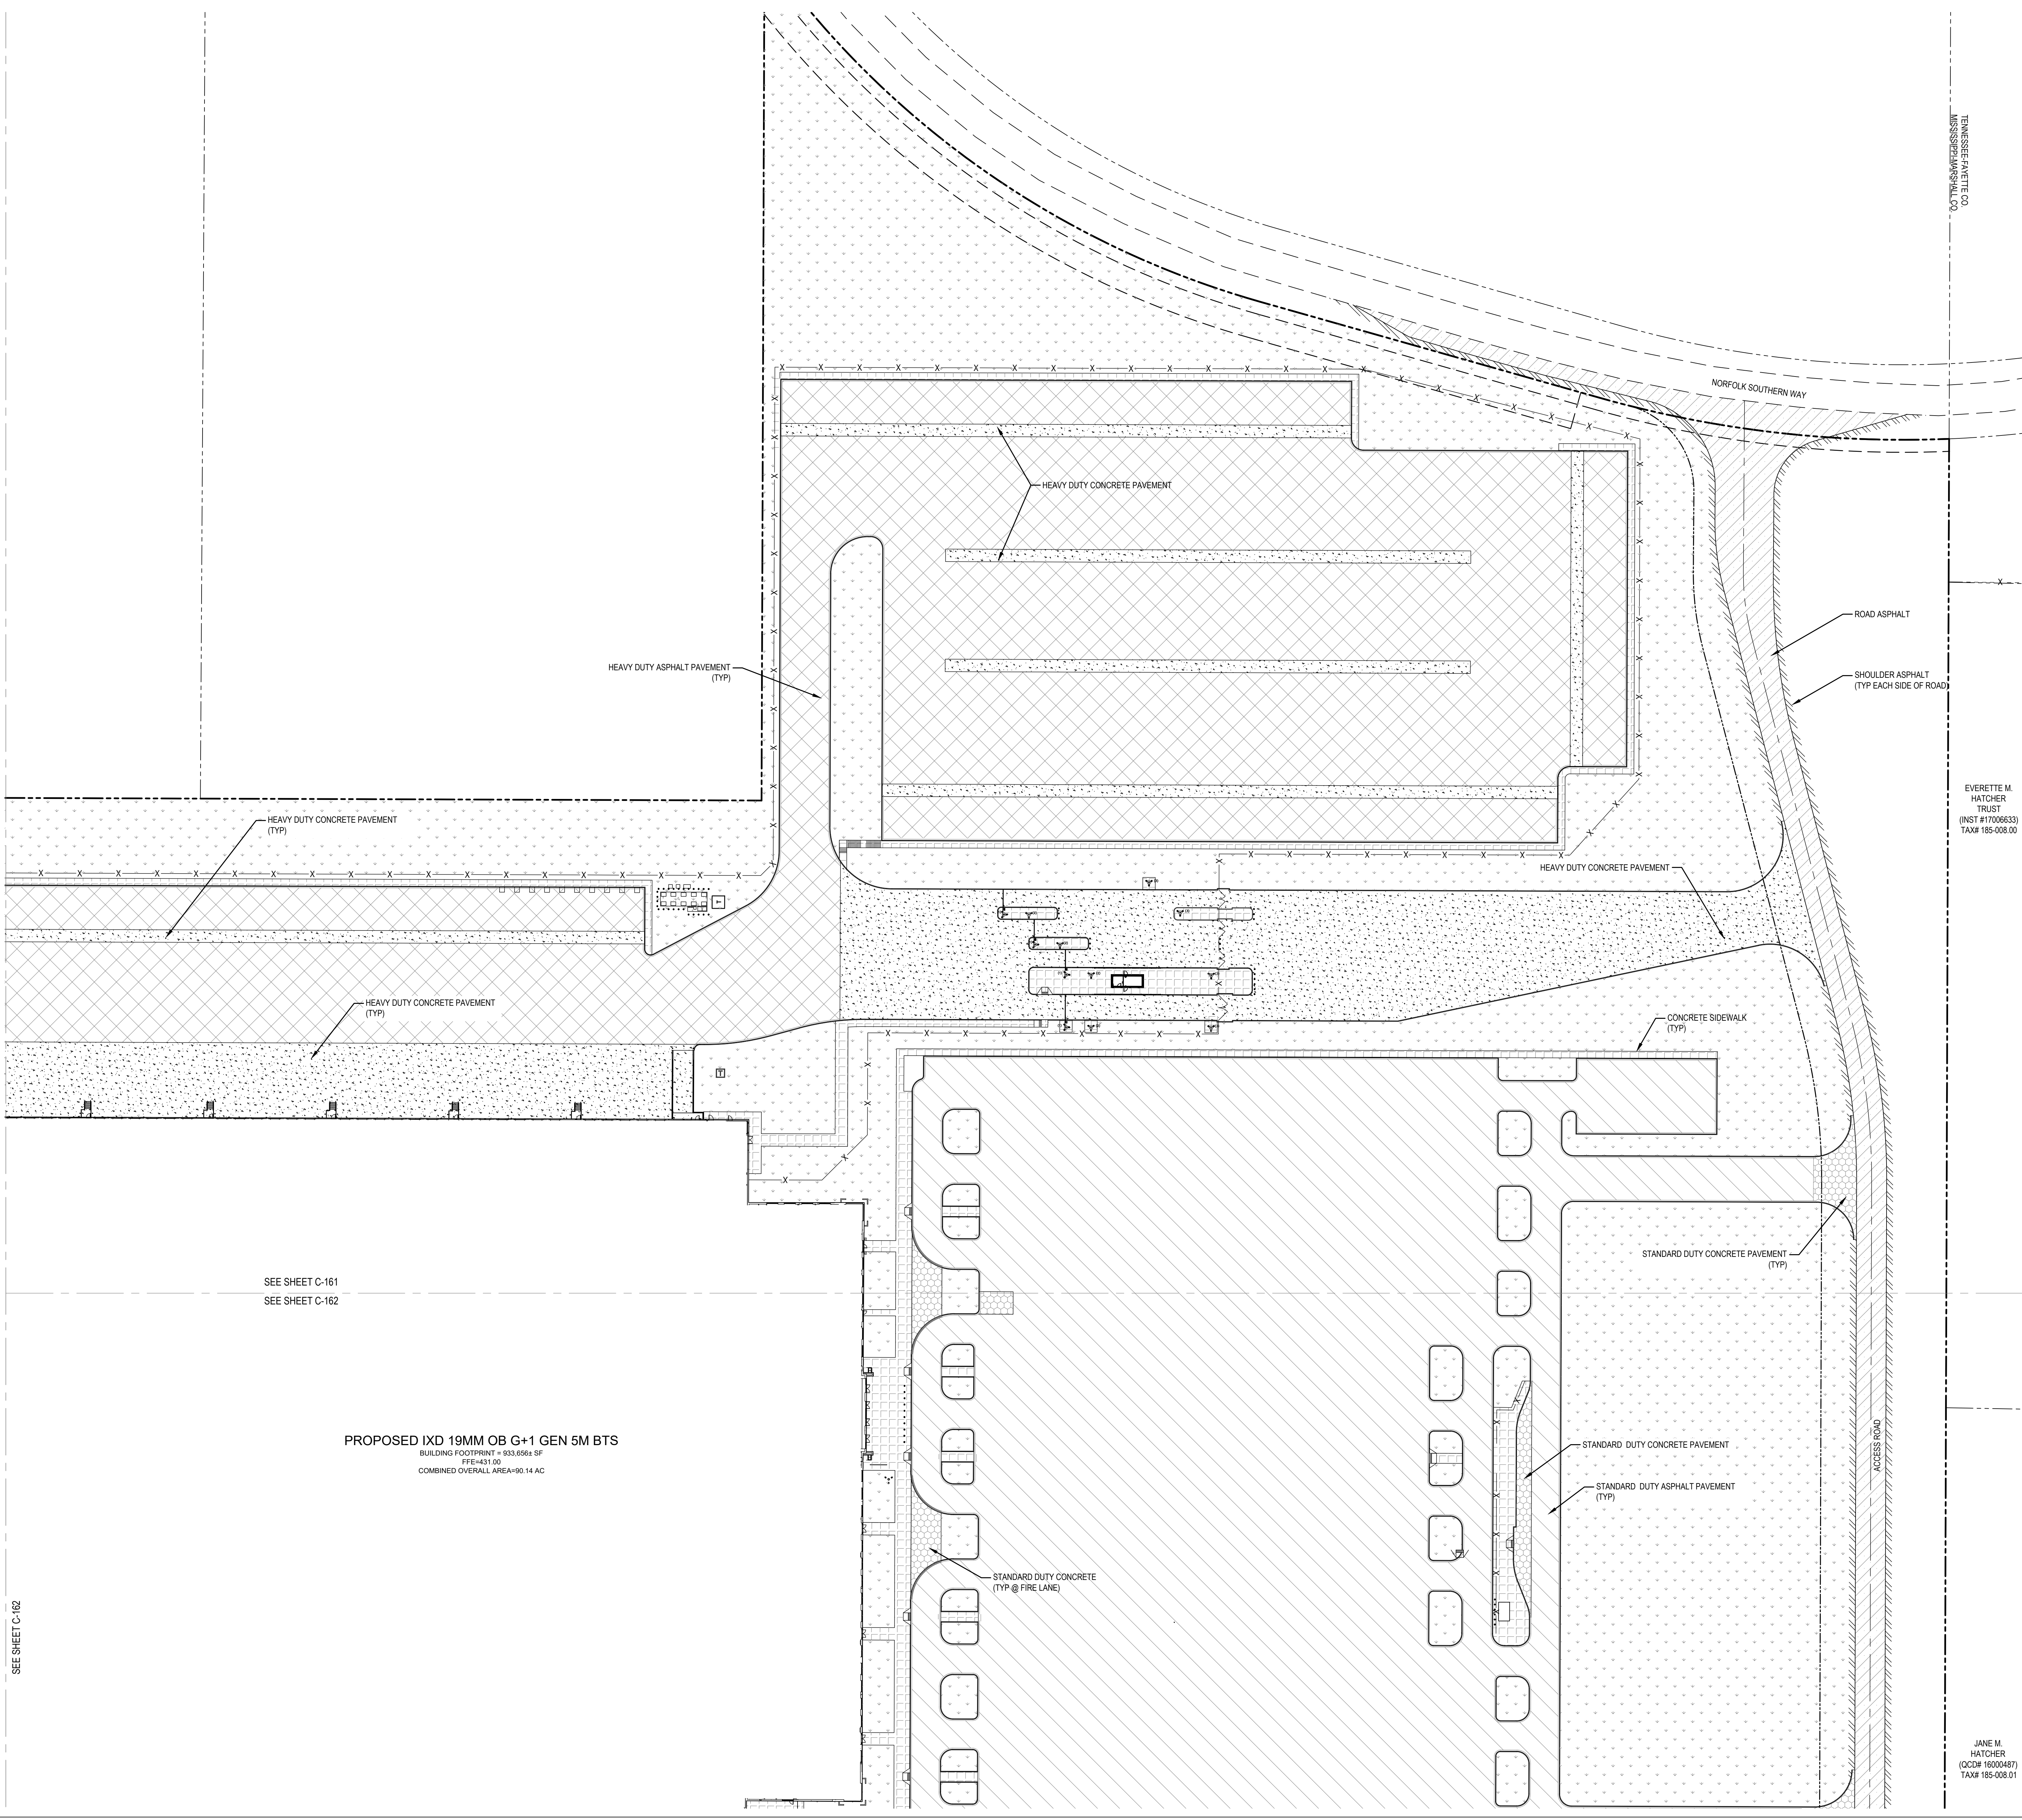 TENNESSEE-FAYETTE CO.
MISSISSIPPI-MARSHALL CO.
NORFOLK SOUTHERN WAY
HEAVY DUTY CONCRETE PAVEMENT
ROAD ASPHALT
HEAVY DUTY ASPHALT PAVEMENT
(TYP)
SHOULDER ASPHALT
(TYP EACH SIDE OF ROAD)
EVERETTE M.
HATCHER
TRUST
(INST #17006633)
TAX# 185-008.00
HEAVY DUTY CONCRETE PAVEMENT
(TYP)
HEAVY DUTY CONCRETE PAVEMENT
HEAVY DUTY CONCRETE PAVEMENT
(TYP)
CONCRETE SIDEWALK
(TYP)
STANDARD DUTY CONCRETE PAVEMENT
(TYP)
SEE SHEET C-161
SEE SHEET C-162
PROPOSED IXD 19MM OB G+1 GEN 5M BTS
BUILDING FOOTPRINT = 933,656± SF
FFE=431.00
COMBINED OVERALL AREA=90.14 AC
ACCESS ROAD
STANDARD DUTY CONCRETE PAVEMENT
STANDARD DUTY ASPHALT PAVEMENT
(TYP)
STANDARD DUTY CONCRETE
(TYP @ FIRE LANE)
SEE SHEET C-162
JANE M.
HATCHER
(QCD# 16000487)
TAX# 185-008.01